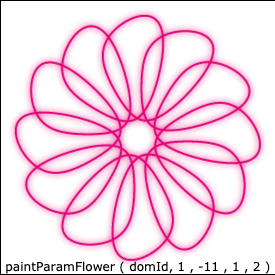 paintParamFlower ( domId, 1 , -11 , 1 , 2 )